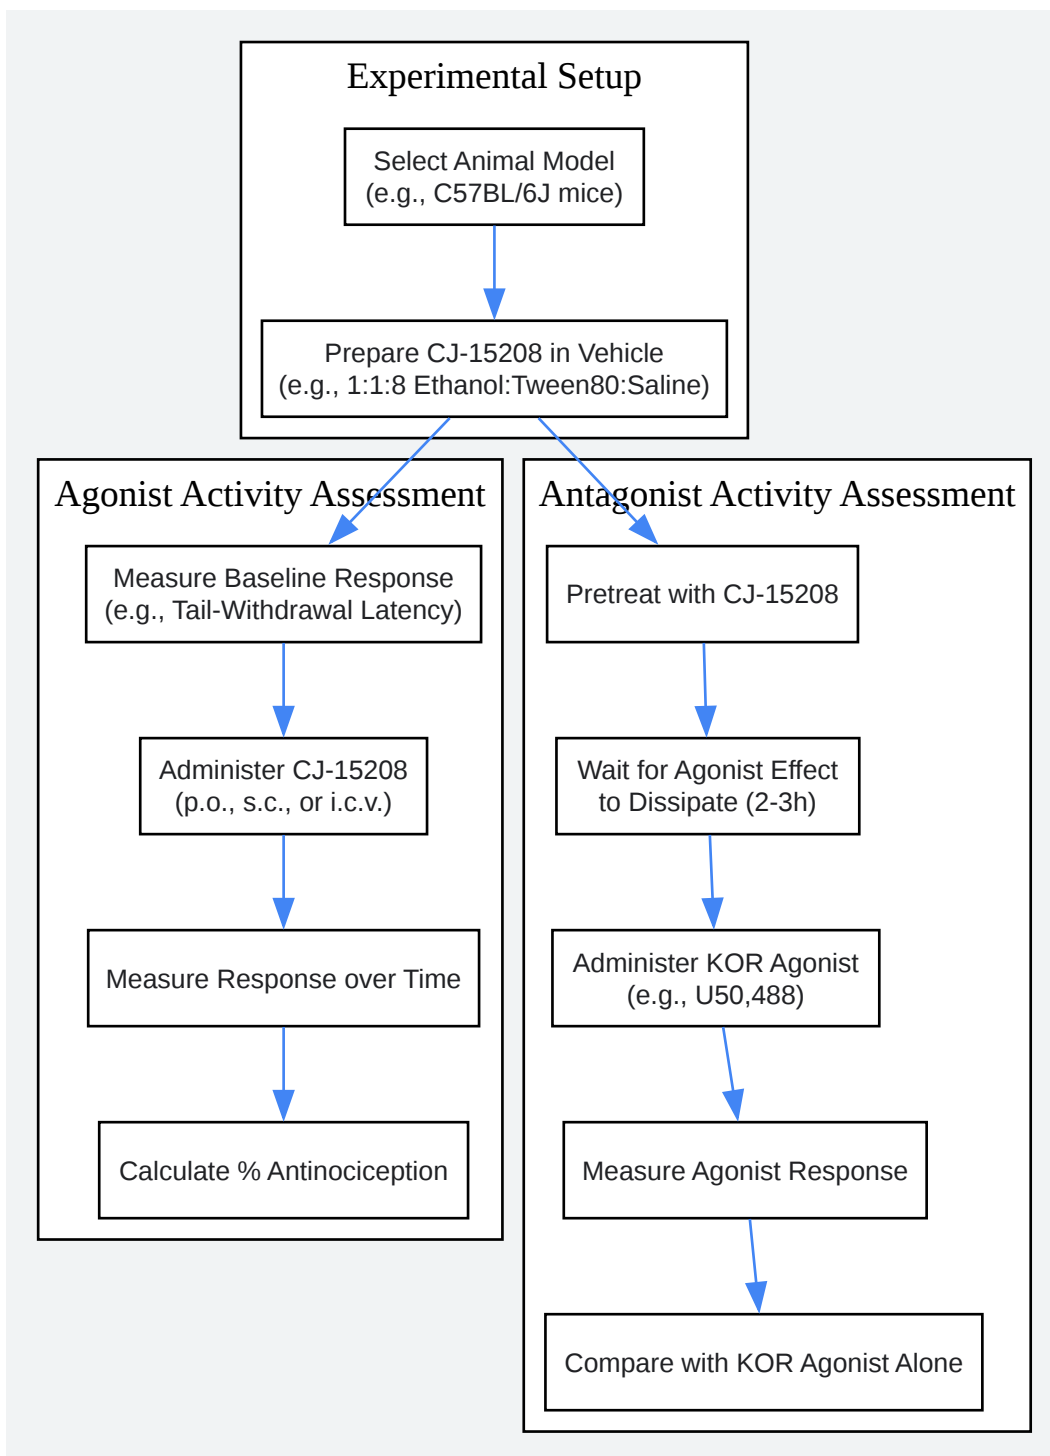 Experimental Setup
Select Animal Model
(e.g., C57BL/6J mice)
Prepare CJ-15208 in Vehicle
(e.g., 1:1:8 Ethanol:Tween80:Saline)
Agonist Activity Assessment
Measure Baseline Response
(e.g., Tail-Withdrawal Latency)
Administer CJ-15208
(p.o., s.c., or i.c.v.)
Measure Response over Time
Calculate % Antinociception
Antagonist Activity Assessment
Pretreat with CJ-15208
Wait for Agonist Effect
to Dissipate (2-3h)
Administer KOR Agonist
(e.g., U50,488)
Measure Agonist Response
Compare with KOR Agonist Alone